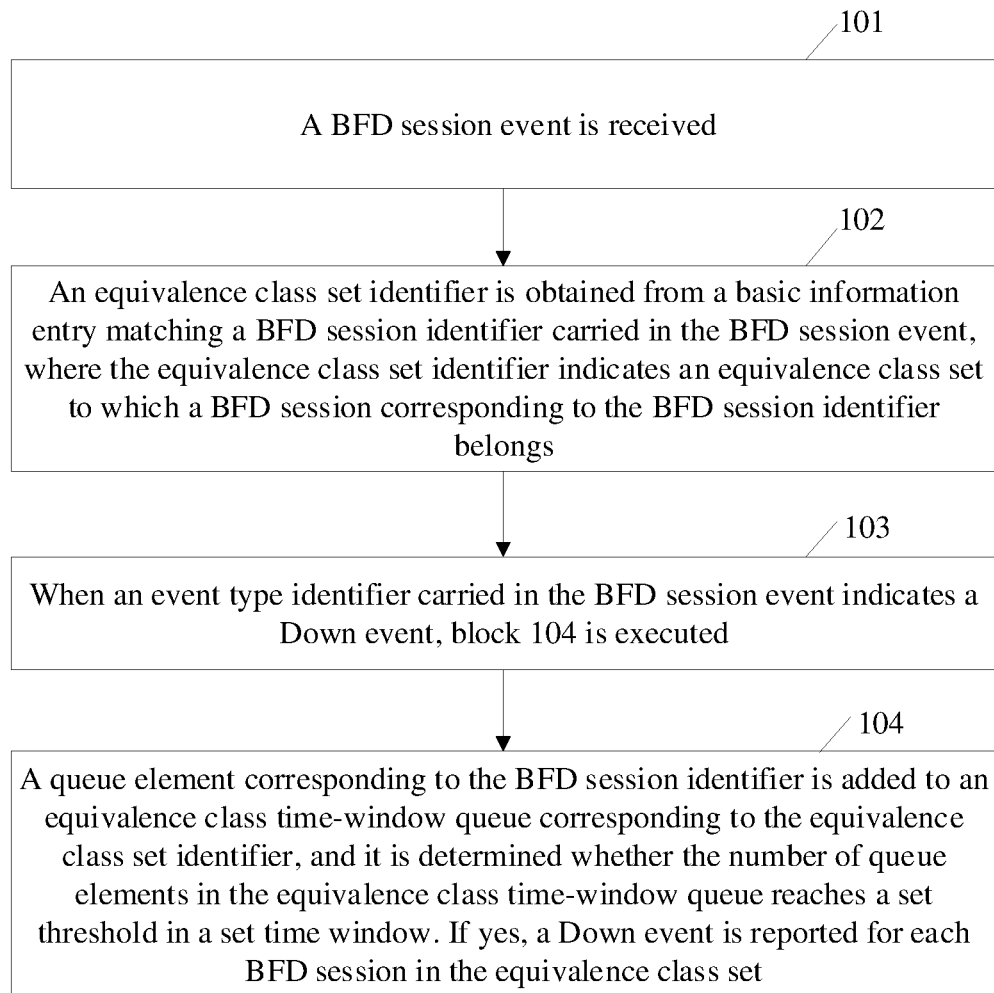 101
A BFD session event is received
102
An equivalence class set identifier is obtained from a basic information
entry matching a BFD session identifier carried in the BFD session event,
where the equivalence class set identifier indicates an equivalence class set
to which a BFD session corresponding to the BFD session identifier
belongs
103
When an event type identifier carried in the BFD session event indicates a
Down event, block 104 is executed
104
A queue element corresponding to the BFD session identifier is added to an
equivalence class time-window queue corresponding to the equivalence
class set identifier, and it is determined whether the number of queue
elements in the equivalence class time-window queue reaches a set
threshold in a set time window. If yes, a Down event is reported for each
BFD session in the equivalence class set